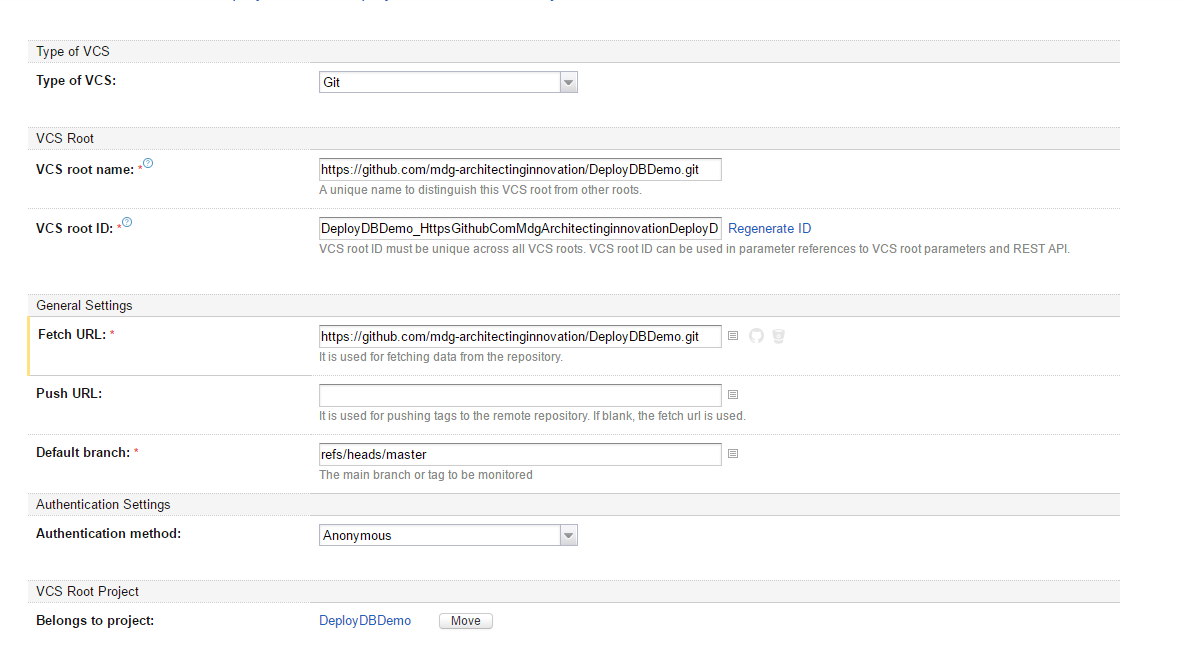 Type of VCS
Type of VCS: Git
VCS Root
VCS root name: * https://github.com/mdg-architectinginnovation/DeployDBDemo.git
A unique name to distinguish this VCS root from other roots.
VCS root ID: * DeployDBDemo_HttpsGithubComMdgArchitectinginnovationDeployD Regenerate ID
VCS root ID must be unique across all VCS roots. VCS root ID can be used in parameter references to VCS root parameters and REST API.
General Settings
Fetch URL: * https://github.com/mdg-architectinginnovation/DeployDBDemo.git
It is used for fetching data from the repository.
Push URL:
It is used for pushing tags to the remote repository. If blank, the fetch url is used.
Default branch: * refs/heads/master
The main branch or tag to be monitored
Authentication Settings
Authentication method: Anonymous
VCS Root Project
Belongs to project: DeployDBDemo Move